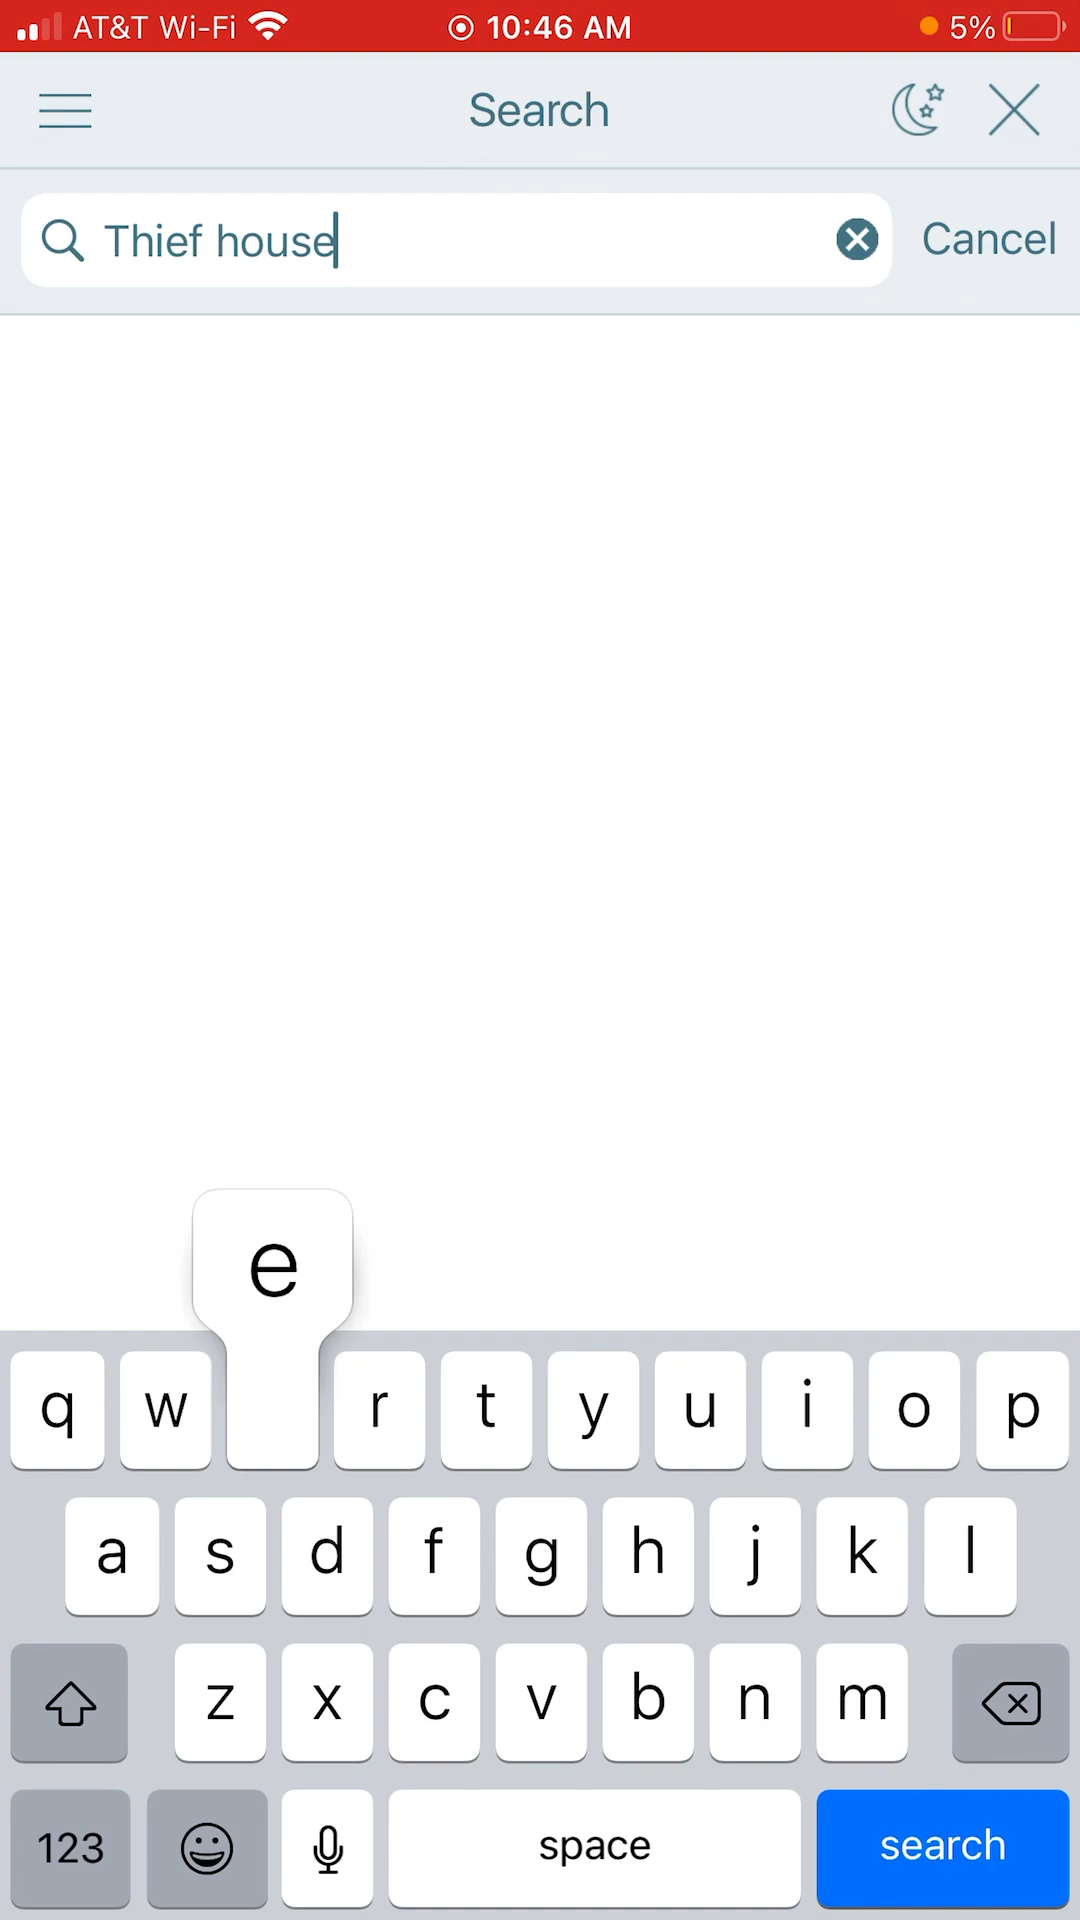 AT&T Wi-Fi 10:46 AM 5%
Search
Thief house Cancel
e
q w r t y u i o p
a s d f g h j k l
z x c v b n m
123 space search